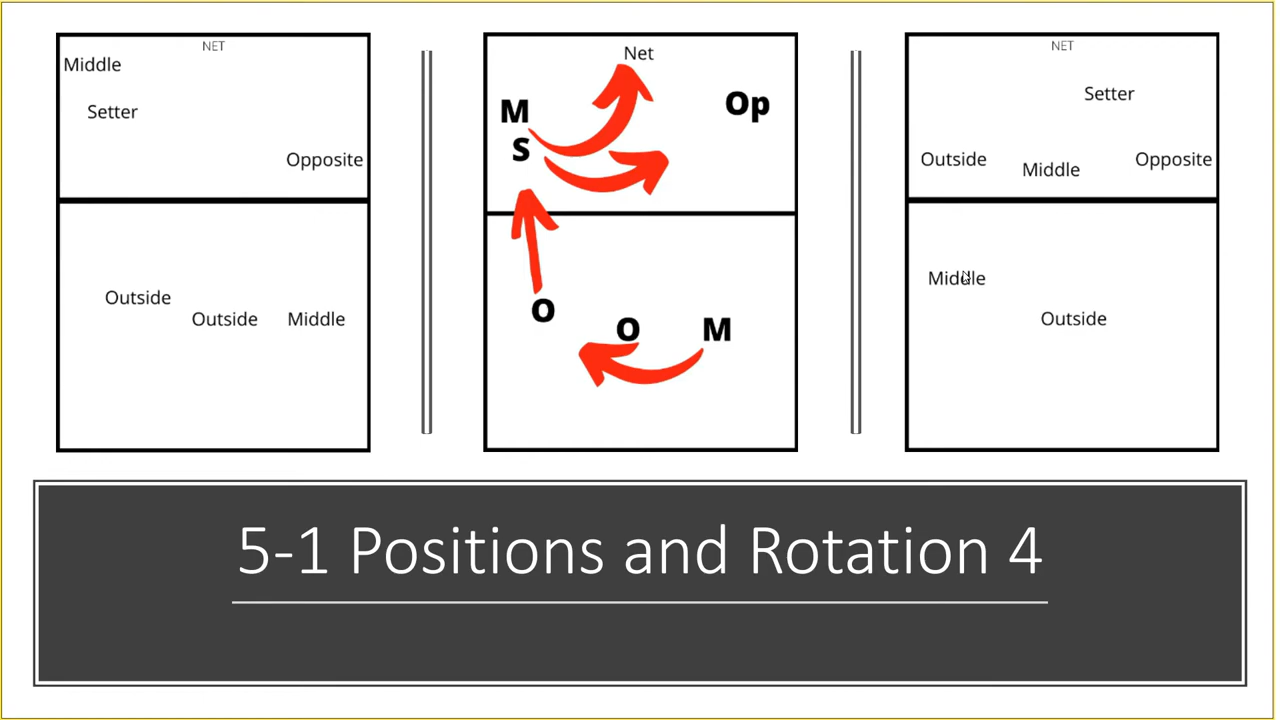 NET
Middle
Setter
Opposite
Outside
Outside
Middle
Net
M
Op
S
O
O
M
NET
Setter
Outside
Middle
Opposite
Middle
Outside
5-1 Positions and Rotation 4